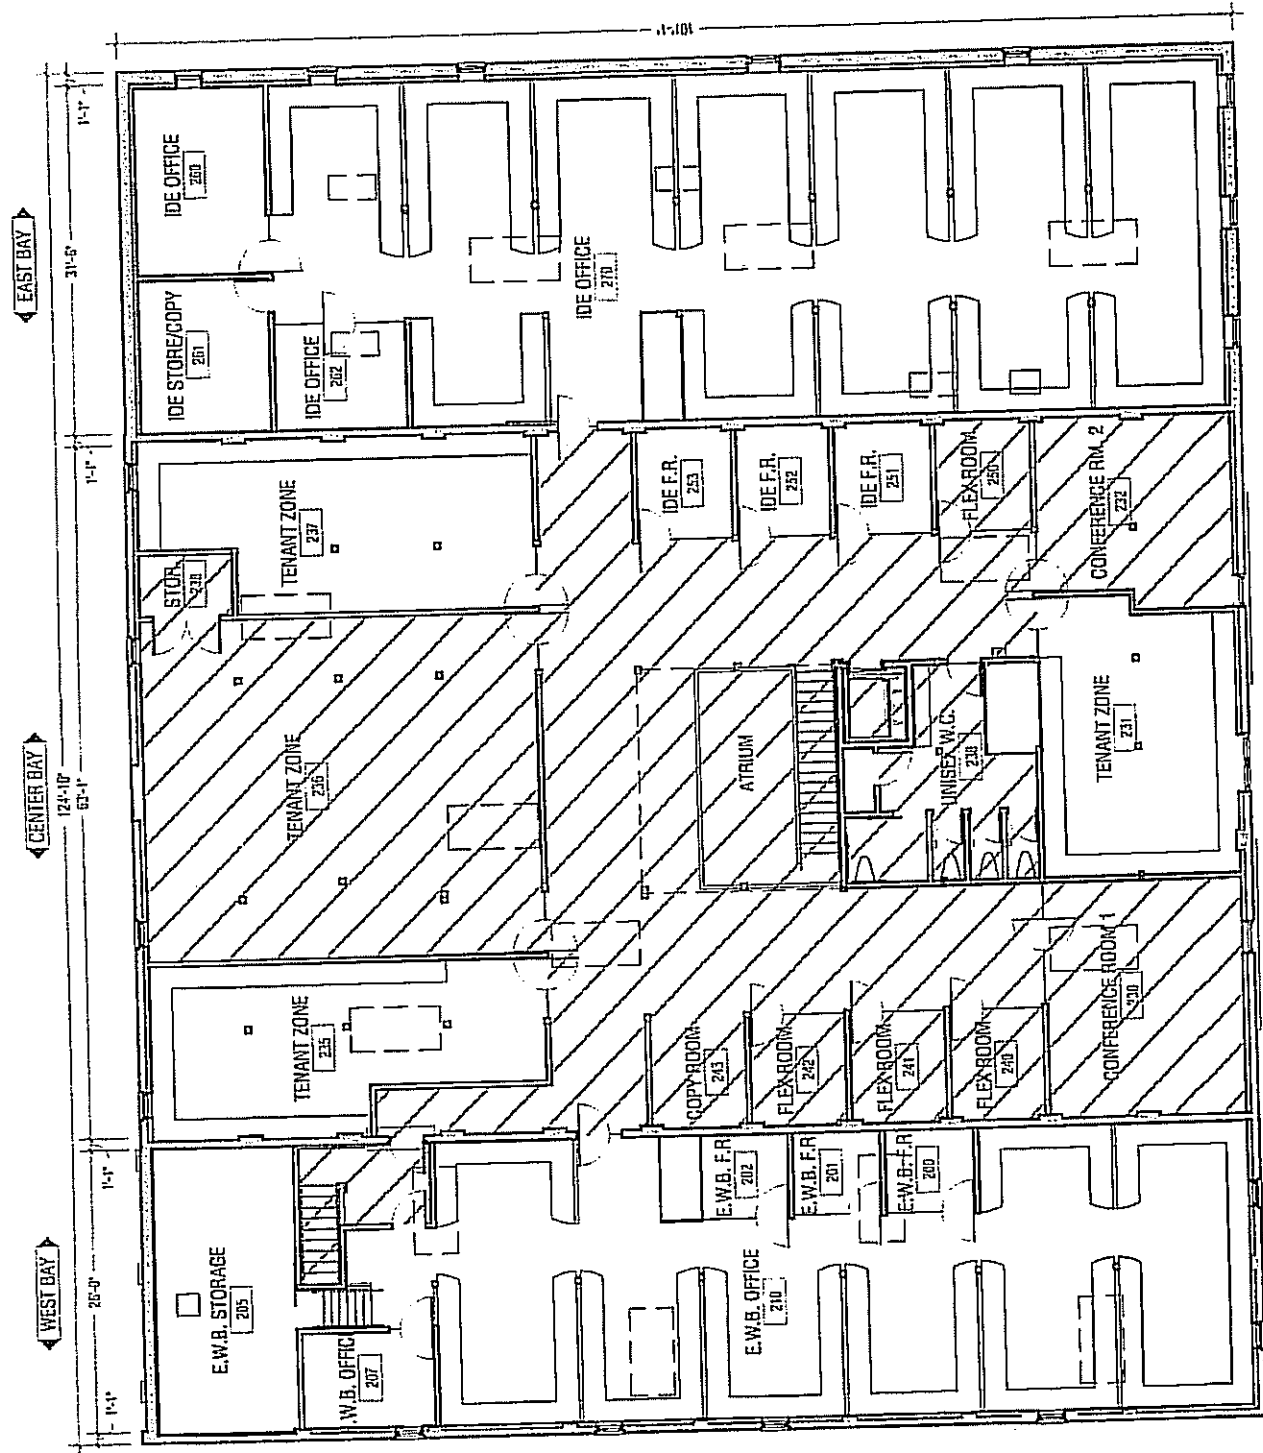 WEST BAY
CENTER BAY
EAST BAY
124'-10"
1'-1"
26'-0"
1'-1"
63'-1"
1'-1"
31'-6"
1'-1"
101'-1"
E.W.B. STORAGE
205
TENANT ZONE
235
TENANT ZONE
236
STOR.
TENANT ZONE
237
IDE STORE/COPY
261
IDE OFFICE
260
.W.B. OFFIC
207
IDE OFFICE
262
E.W.B. OFFICE
210
E.W.B. F.R.
202
E.W.B. F.R.
201
E.W.B. F.R.
200
COPY ROOM
243
FLEX ROOM
242
FLEX ROOM
241
FLEX ROOM
240
ATRIUM
IDE F.R.
253
IDE F.R.
252
IDE F.R.
251
FLEX ROOM
250
IDE OFFICE
270
UNISEX W.C.
238
CONFERENCE ROOM 1
230
TENANT ZONE
231
CONFERENCE RM. 2
232